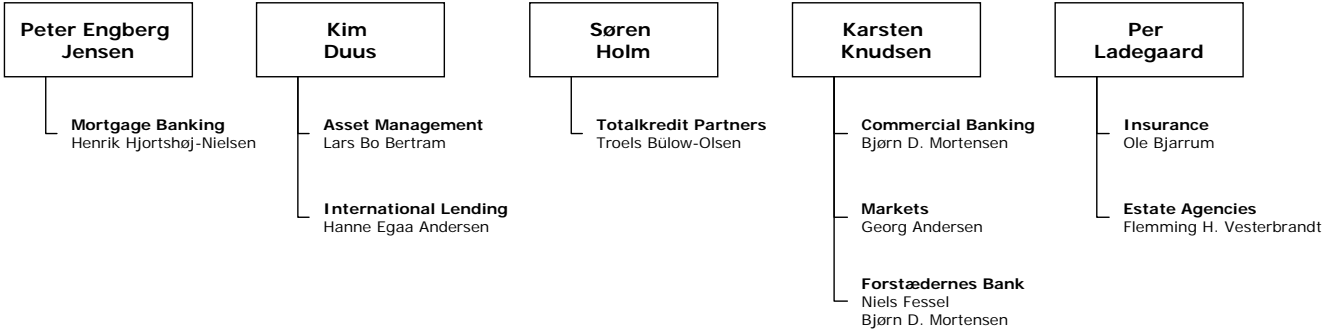 Peter Engberg
Jensen
Mortgage Banking
Henrik Hjortshøj-Nielsen
Kim
Duus
Asset Management
Lars Bo Bertram
International Lending
Hanne Egaa Andersen
Søren
Holm
Totalkredit Partners
Troels Bülow-Olsen
Karsten
Knudsen
Commercial Banking
Bjørn D. Mortensen
Markets
Georg Andersen
Forstædernes Bank
Niels Fessel
Bjørn D. Mortensen
Per
Ladegaard
Insurance
Ole Bjarrum
Estate Agencies
Flemming H. Vesterbrandt